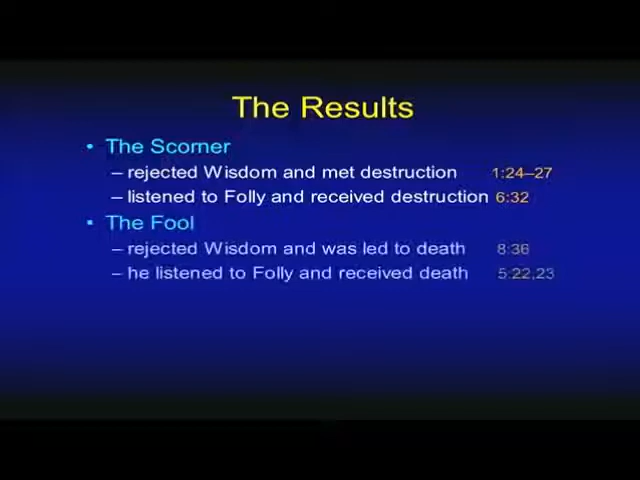 The Results
• The Scorner
– rejected Wisdom and met destruction 1:24–27
– listened to Folly and received destruction 6:32
• The Fool
– rejected Wisdom and was led to death 8:36
– he listened to Folly and received death 5:22,23